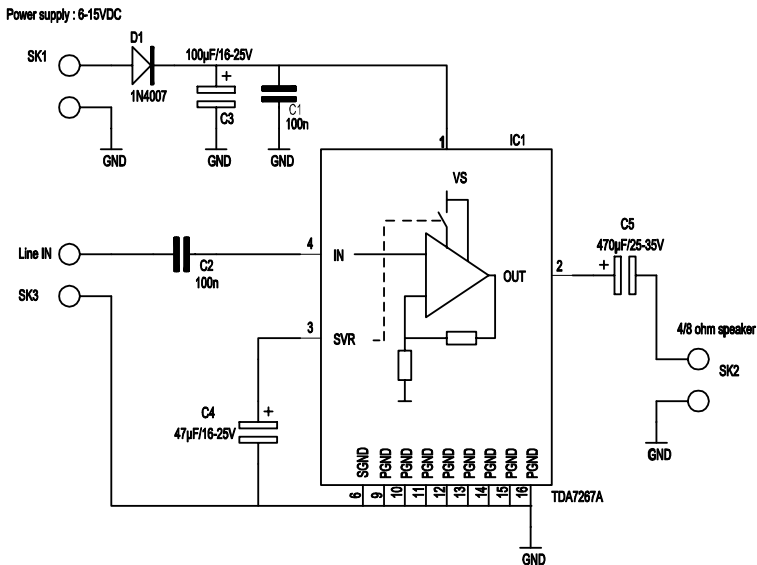 Power supply : 6-15VDC
D1
SK1
1N4007
100µF/16-25V
+
C3
C1
100n
GND
GND
GND
1
IC1
VS
Line IN
C2
100n
4
IN
OUT
2
C5
470µF/25-35V
+
SK3
3
SVR
4/8 ohm speaker
SK2
C4
47µF/16-25V
+
GND
SGND
PGND
PGND
PGND
PGND
PGND
PGND
PGND
PGND
6
9
10
11
12
13
14
15
16
TDA7267A
GND